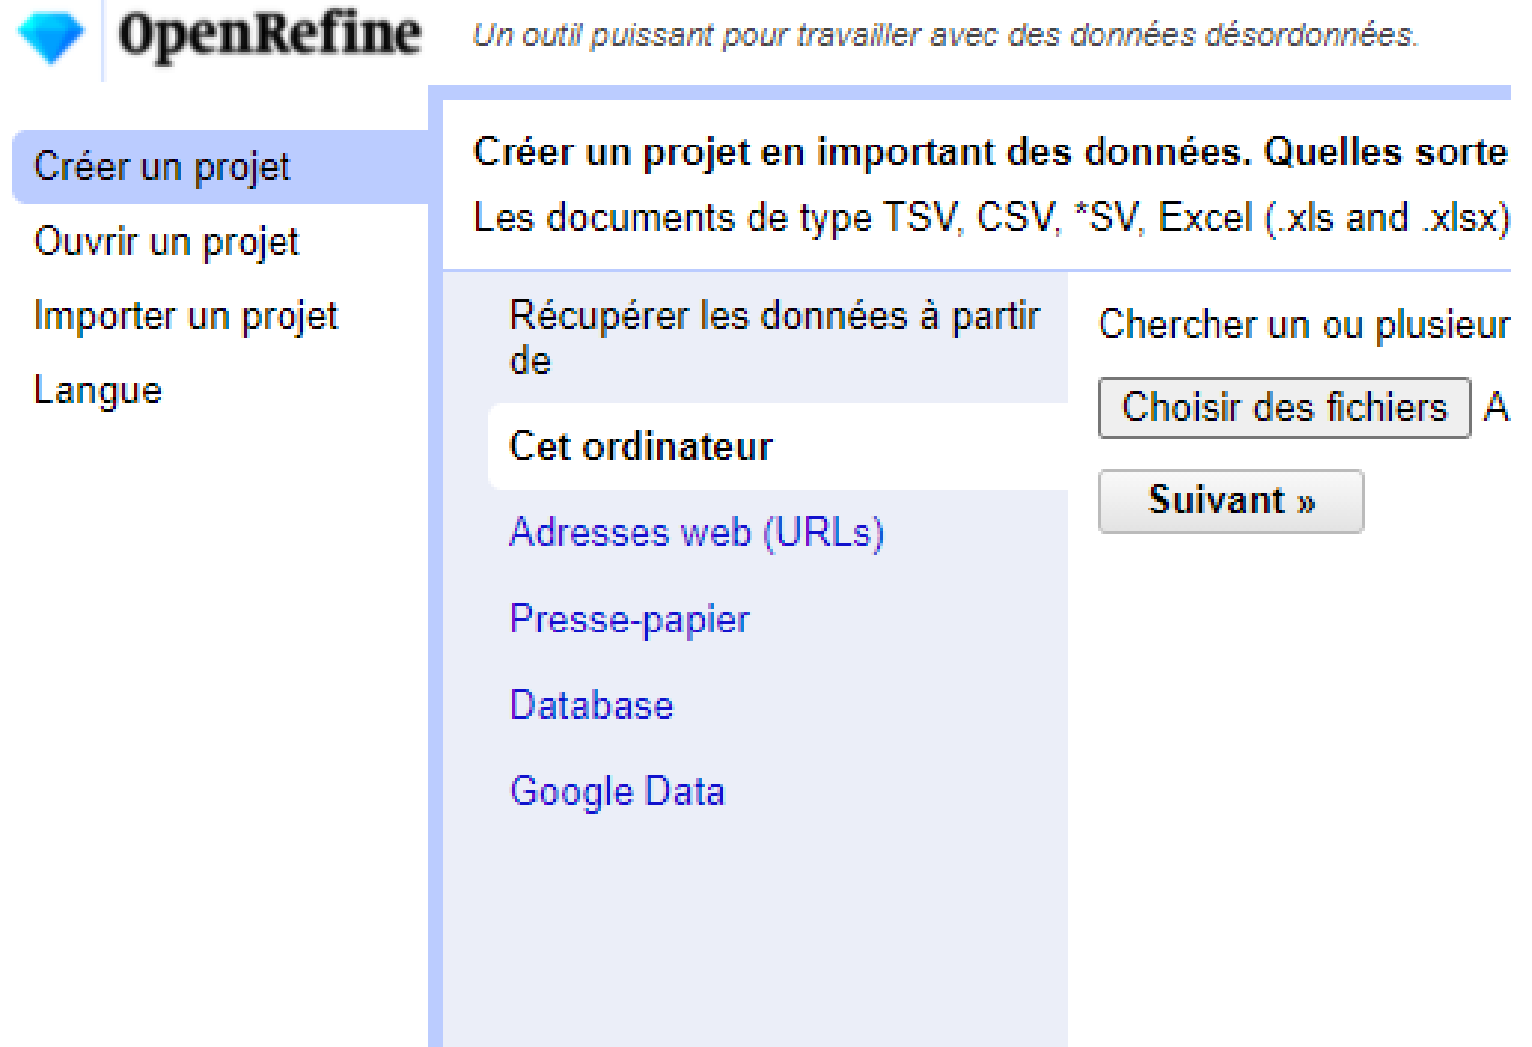 OpenRefine
Un outil puissant pour travailler avec des données désordonnées.
Créer un projet
Ouvrir un projet
Importer un projet
Langue
Créer un projet en important des données. Quelles sorte
Les documents de type TSV, CSV, *SV, Excel (.xls and .xlsx)
Récupérer les données à partir
de
Cet ordinateur
Adresses web (URLs)
Presse-papier
Database
Google Data
Chercher un ou plusieur
Choisir des fichiers A
Suivant »